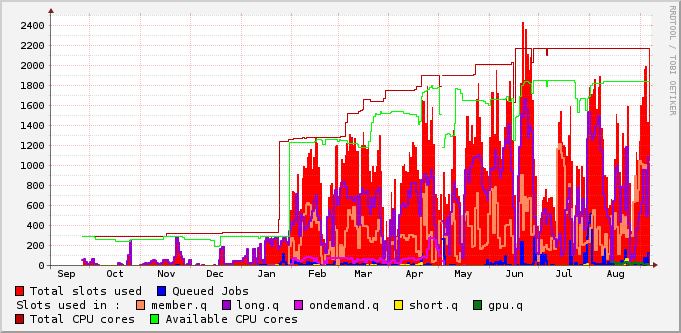 RRDTOOL / TOBI OETIKER
2400
2200
2000
1800
1600
1400
1200
1000
800
600
400
200
0
Sep Oct Nov Dec Jan Feb Mar Apr May Jun Jul Aug
Total slots used Queued Jobs
Slots used in : member.q long.q ondemand.q short.q gpu.q
Total CPU cores Available CPU cores